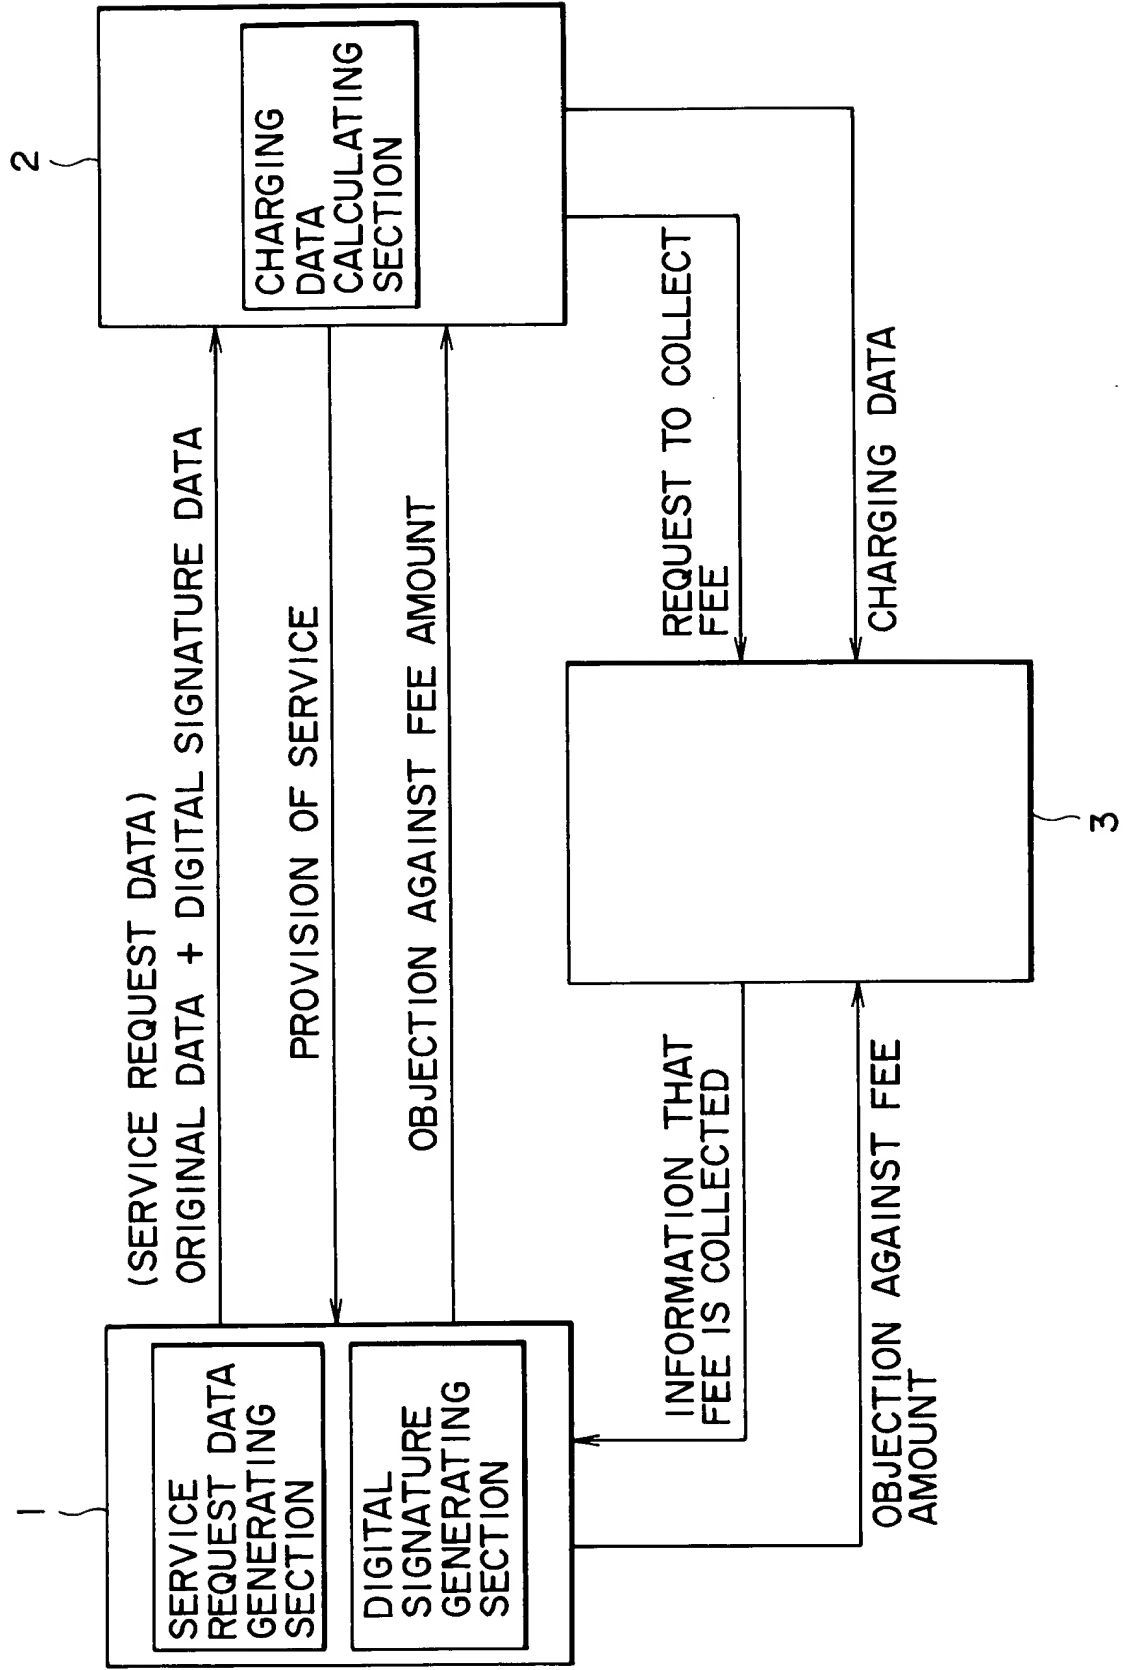 1
SERVICE
REQUEST DATA
GENERATING
SECTION
DIGITAL
SIGNATURE
GENERATING
SECTION
(SERVICE REQUEST DATA)
ORIGINAL DATA + DIGITAL SIGNATURE DATA
PROVISION OF SERVICE
OBJECTION AGAINST FEE AMOUNT
2
CHARGING
DATA
CALCULATING
SECTION
INFORMATION THAT
FEE IS COLLECTED
OBJECTION AGAINST FEE
AMOUNT
REQUEST TO COLLECT
FEE
CHARGING DATA
3